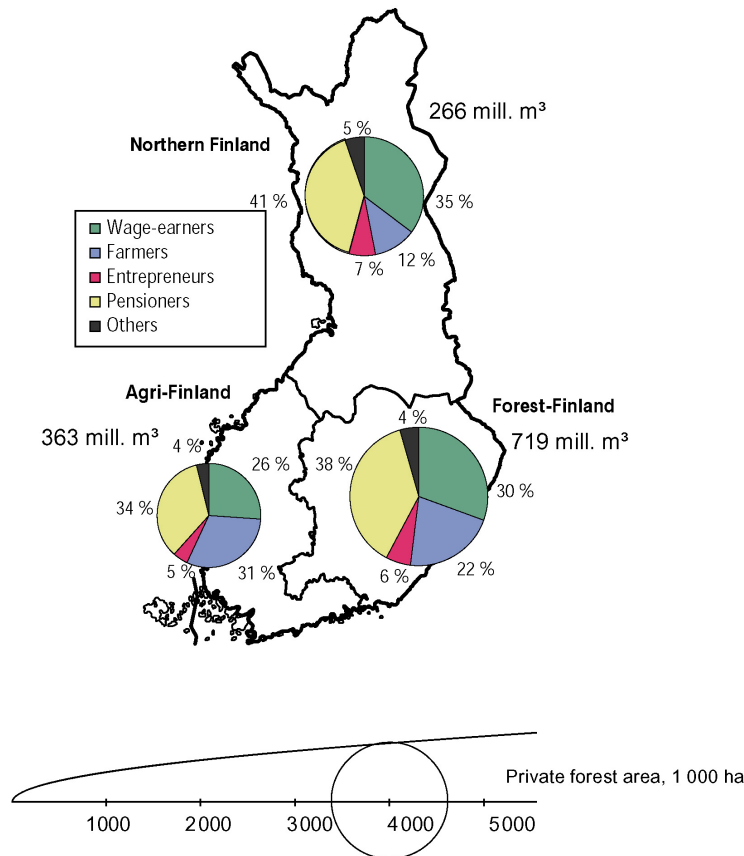 266 mill. m³
5 %
Northern Finland
41 %
35 %
Wage-earners
Farmers
Entrepreneurs
Pensioners
Others
12 %
7 %
Agri-Finland
Forest-Finland
4 %
363 mill. m³
719 mill. m³
4 %
26 %
38 %
34 %
30 %
5 %
31 %
6 %
22 %
Private forest area, 1 000 ha
1000 2000 3000 4000 5000